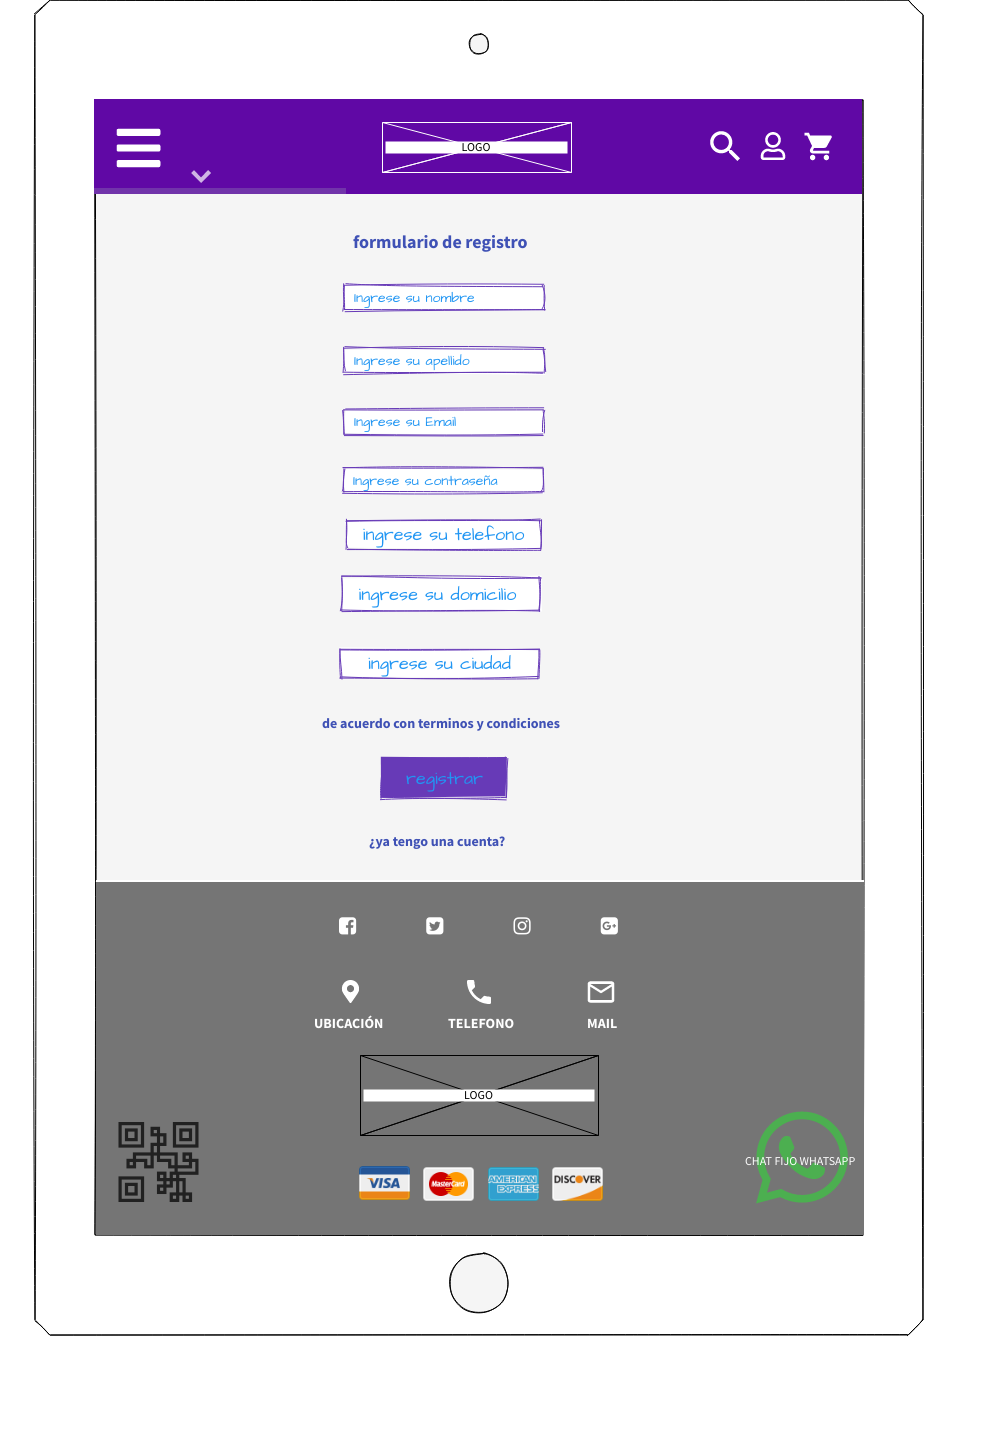 LOGO
formulario de registro
Ingrese su nombre
Ingrese su apellido
Ingrese su Email
Ingrese su contraseña
ingrese su telefono
ingrese su domicilio
ingrese su ciudad
de acuerdo con terminos y condiciones
registrar
¿ya tengo una cuenta?
UBICACIÓN TELEFONO MAIL
LOGO
CHAT FIJO WHATSAPP
VISA MasterCard AMERICAN EXPRESS DISCOVER